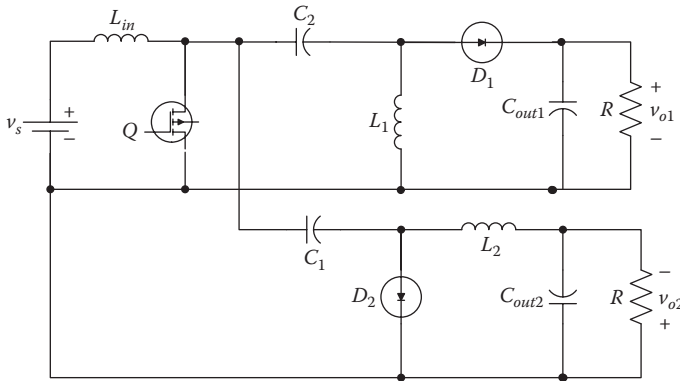 L_in
C_2
D_1
+
v_s
−
Q
L_1
C_out1
R
+
v_o1
−
C_1
L_2
D_2
C_out2
R
−
v_o2
+